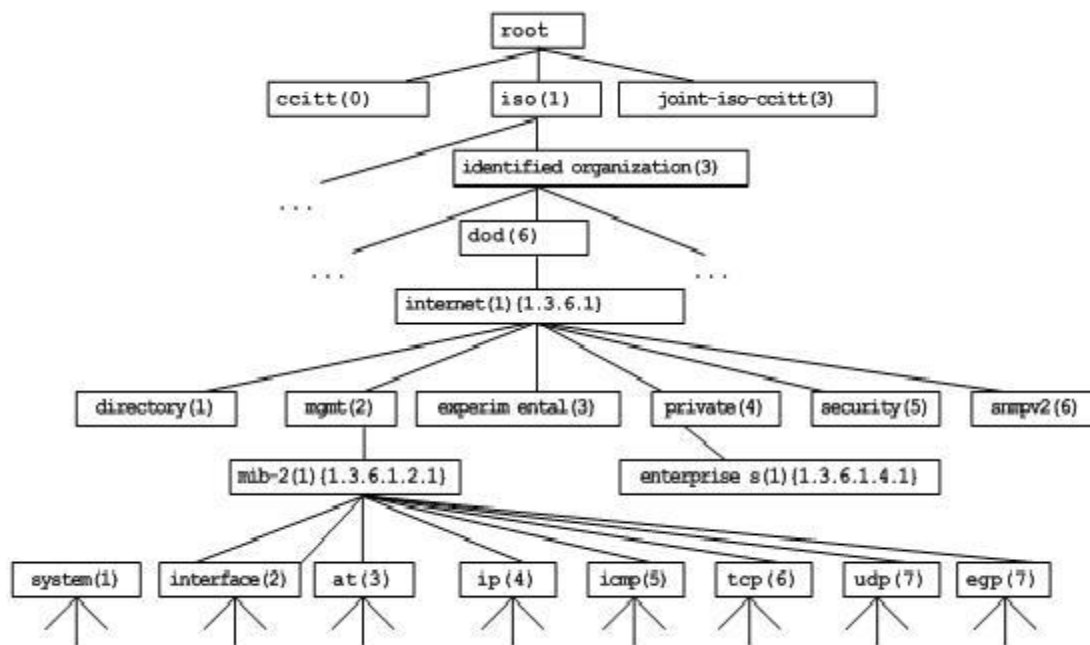 root
ccitt(0)
iso(1)
joint-iso-ccitt(3)
identified organization(3)
...
dod(6)
...
...
internet(1){1.3.6.1}
directory(1)
mgmt(2)
experim ental(3)
private(4)
security(5)
snmpv2(6)
mib-2(1){1.3.6.1.2.1}
enterprise s(1){1.3.6.1.4.1}
system(1)
interface(2)
at(3)
ip(4)
icmp(5)
tcp(6)
udp(7)
egp(7)